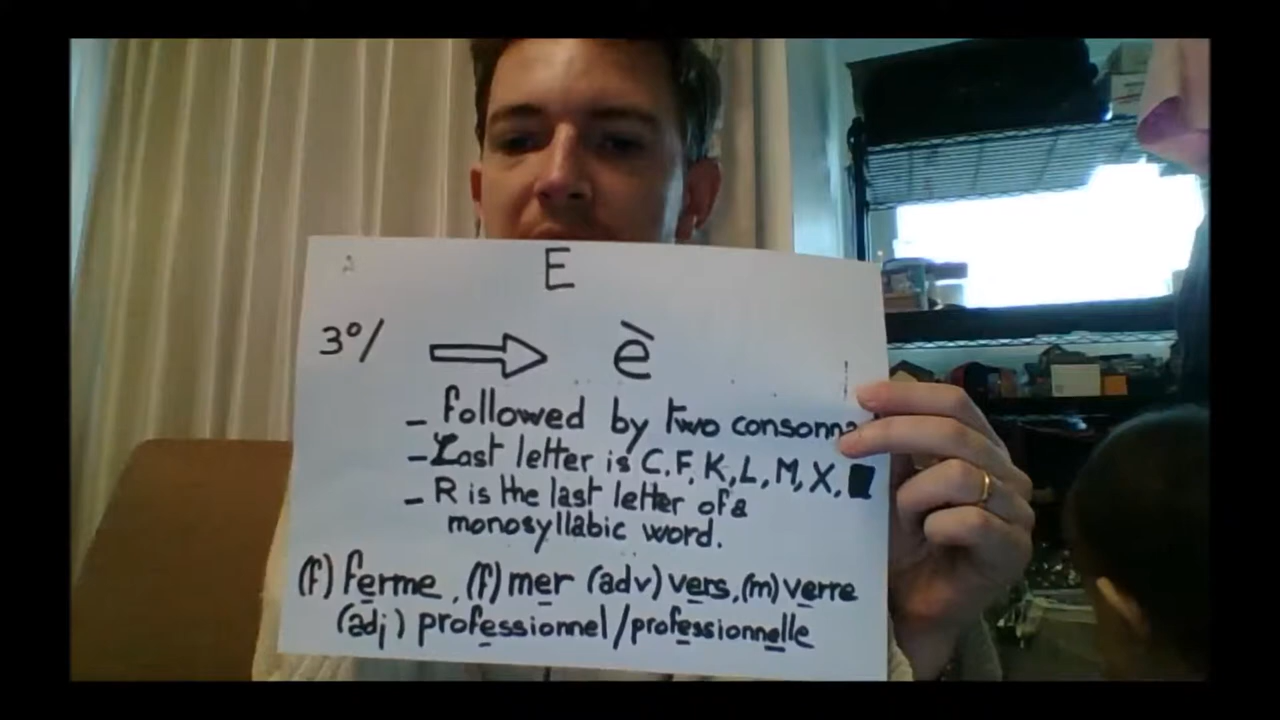 2
E
3°/ è
- followed by two
- Last letter is C, F, K, L, M, X,
- R is the last letter of a
monosyllabic word.
(f) ferme, (f) mer (adv) vers, (m) verre
(adj) professionnel/professionnelle